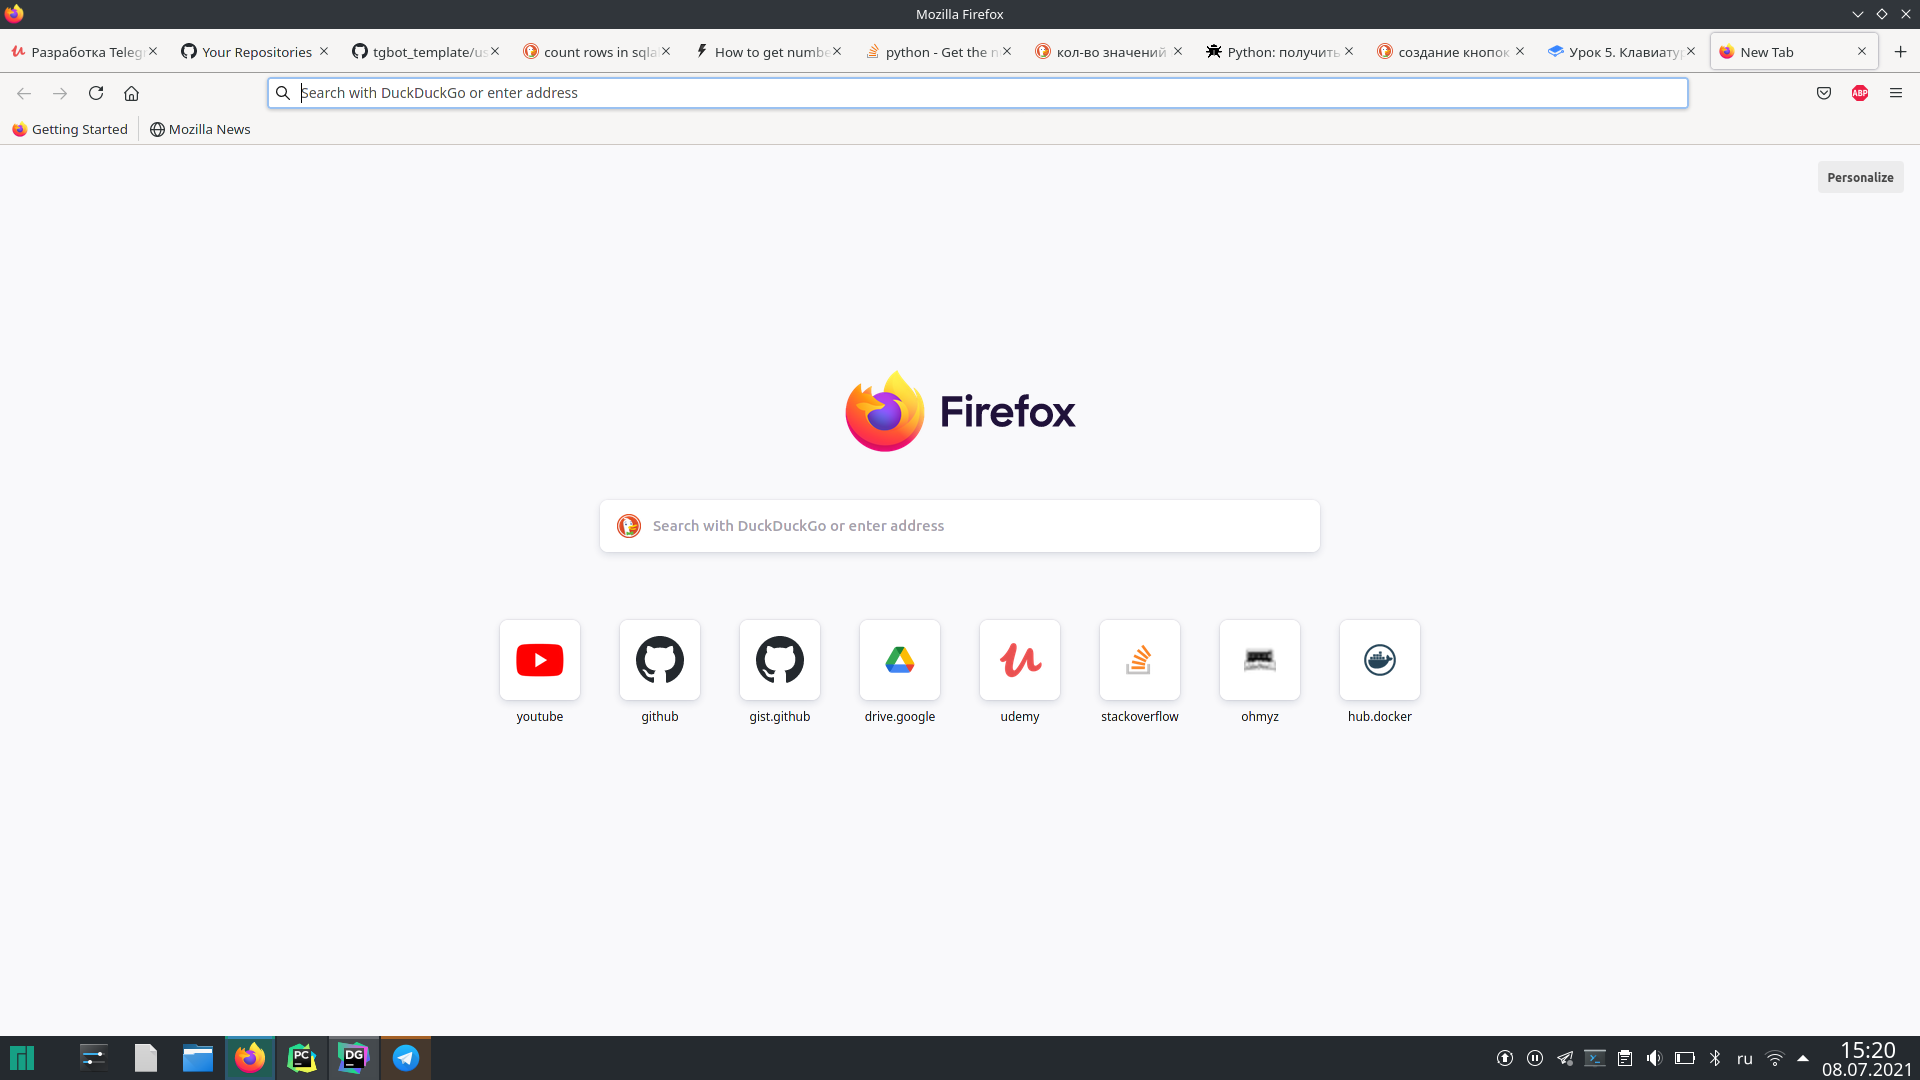 Mozilla Firefox
Разработка Teleg
Your Repositories
tgbot_template/us
count rows in sqla
How to get numbe
python - Get the n
кол-во значений
Python: получить
создание кнопок
Урок 5. Клавиату
New Tab
Search with DuckDuckGo or enter address
ABP
Getting Started
Mozilla News
Personalize
Firefox
Search with DuckDuckGo or enter address
youtube
github
gist.github
drive.google
udemy
stackoverflow
ohmyz
hub.docker
PC
DG
ru
15:20
08.07.2021